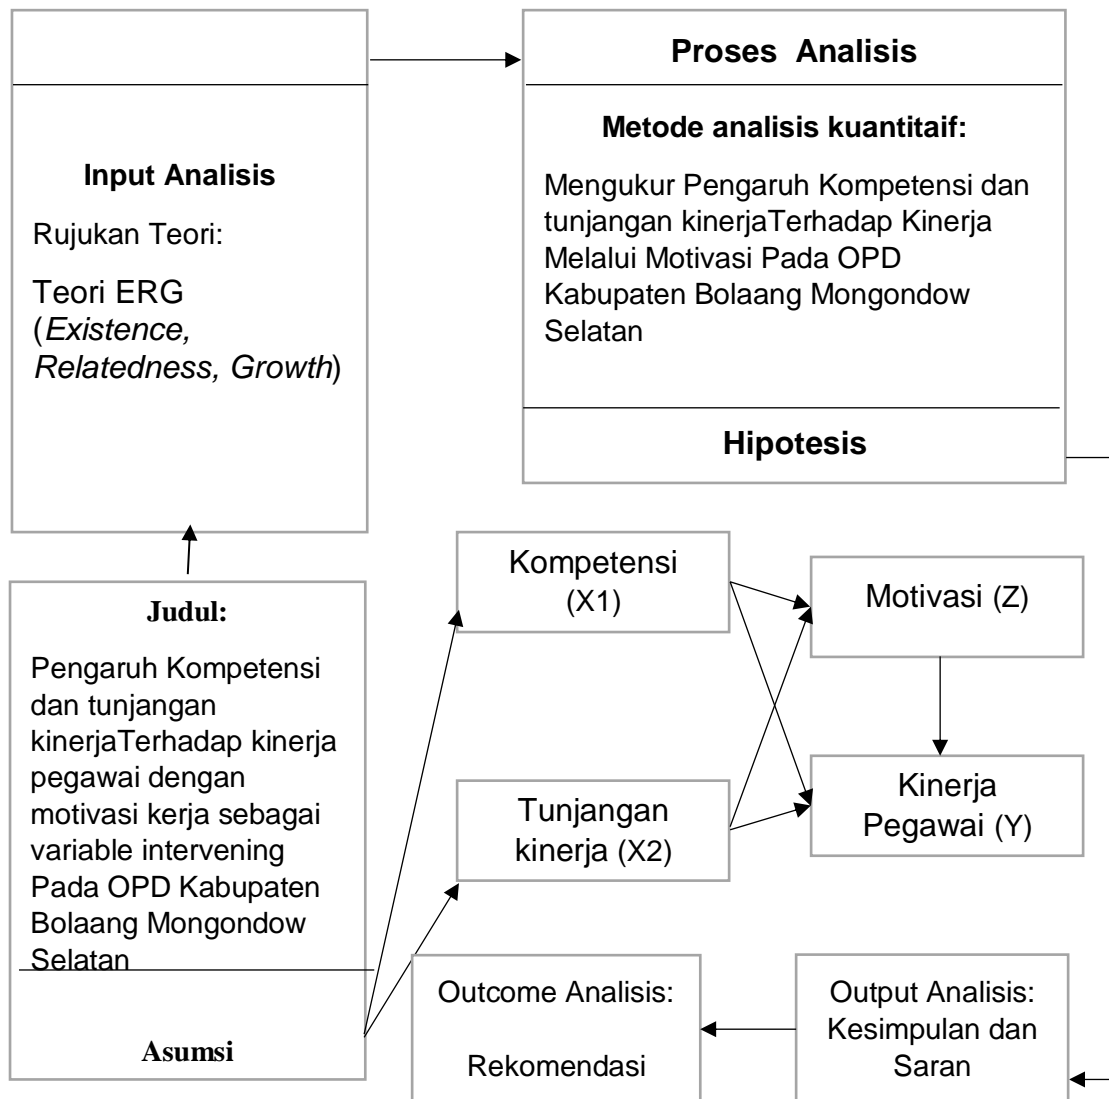 Input Analisis
Rujukan Teori:
Teori ERG
(Existence,
Relatedness, Growth)
Proses  Analisis
Metode analisis kuantitaif:
Mengukur Pengaruh Kompetensi dan
tunjangan kinerjaTerhadap Kinerja
Melalui Motivasi Pada OPD
Kabupaten Bolaang Mongondow
Selatan
Hipotesis
Judul:
Pengaruh Kompetensi
dan tunjangan
kinerjaTerhadap kinerja
pegawai dengan
motivasi kerja sebagai
variable intervening
Pada OPD Kabupaten
Bolaang Mongondow
Selatan
Asumsi
Kompetensi
(X1)
Motivasi (Z)
Tunjangan
kinerja (X2)
Kinerja
Pegawai (Y)
Outcome Analisis:
Rekomendasi
Output Analisis:
Kesimpulan dan
Saran